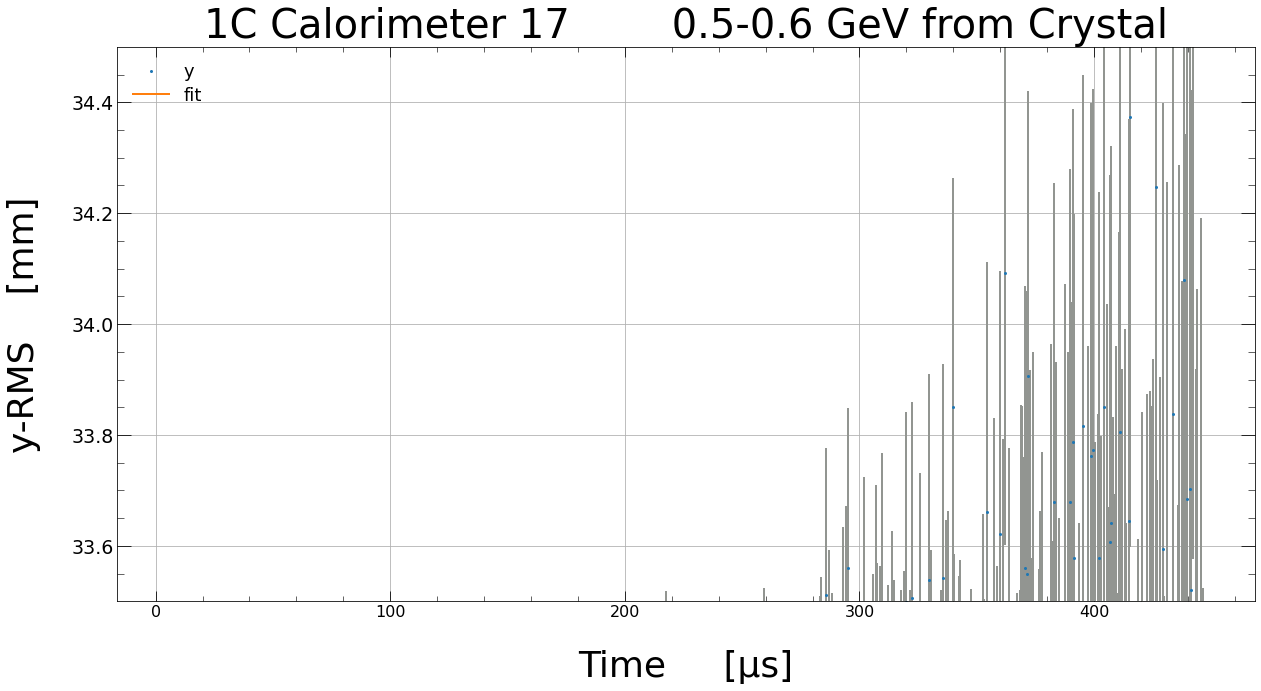 1C Calorimeter 17 0.5-0.6 GeV from Crystal
y
fit
34.4
34.2
34.0
33.8
33.6
y-RMS [mm]
0 100 200 300 400
Time [µs]